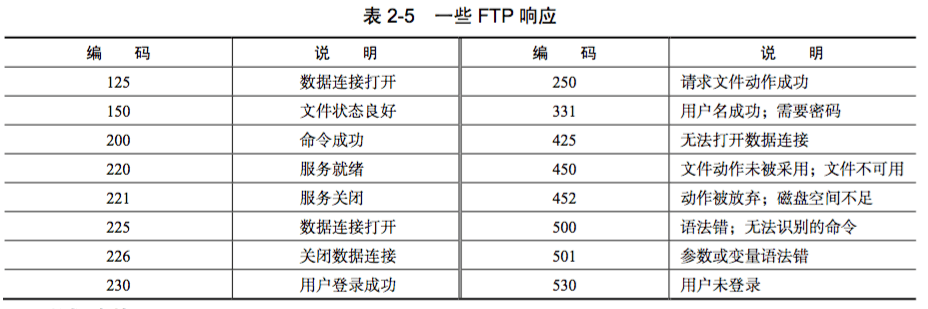 表 2-5 一些 FTP 响应
编 码 说 明 编 码 说 明
125 数据连接打开 250 请求文件动作成功
150 文件状态良好 331 用户名成功；需要密码
200 命令成功 425 无法打开数据连接
220 服务就绪 450 文件动作未被采用；文件不可用
221 服务关闭 452 动作被放弃；磁盘空间不足
225 数据连接打开 500 语法错；无法识别的命令
226 关闭数据连接 501 参数或变量语法错
230 用户登录成功 530 用户未登录